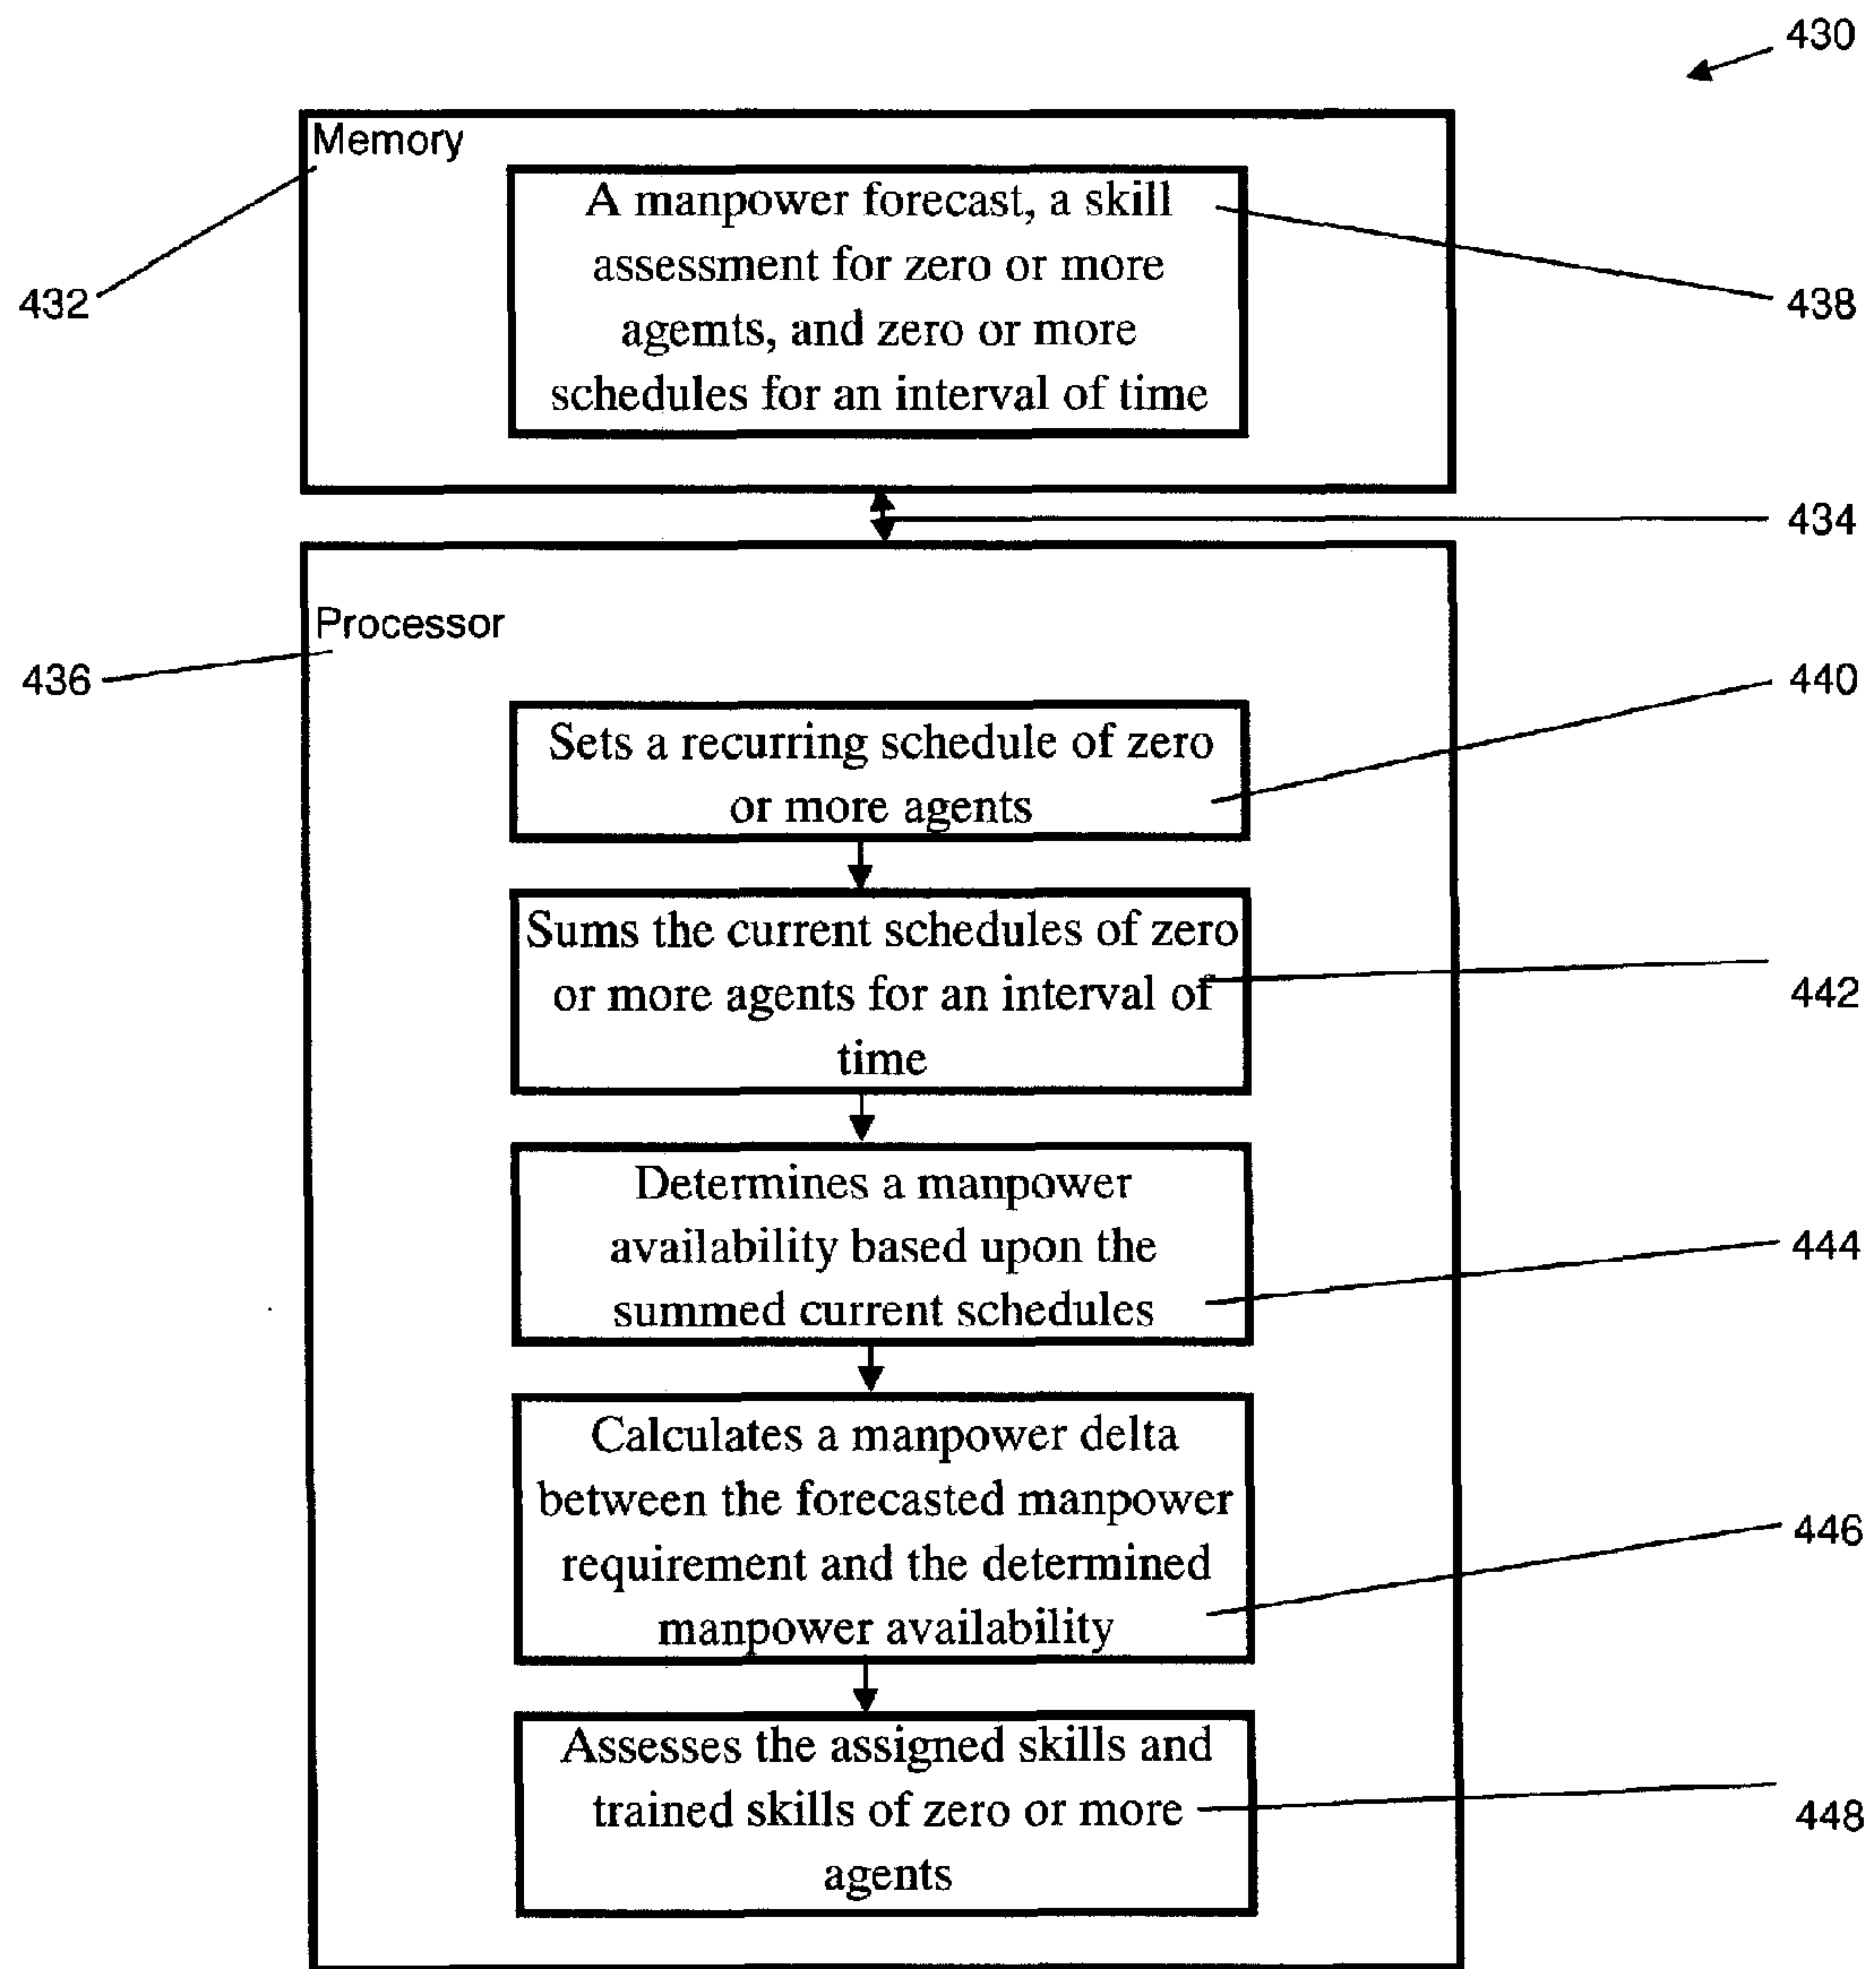 430
Memory
A manpower forecast, a skill
assessment for zero or more
agemts, and zero or more
schedules for an interval of time
432
438
434
Processor
436
440
Sets a recurring schedule of zero
or more agents
Sums the current schedules of zero
or more agents for an interval of
time
442
Determines a manpower
availability based upon the
summed current schedules
444
Calculates a manpower delta
between the forecasted manpower
requirement and the determined
manpower availability
446
Assesses the assigned skills and
trained skills of zero or more
agents
448